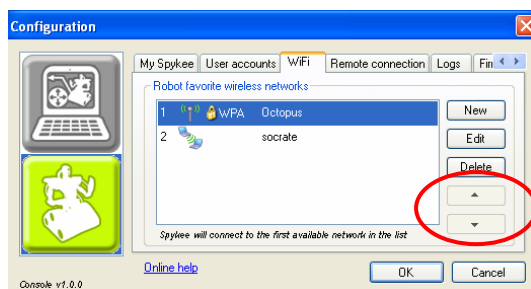 Configuration
My Spykee User accounts WiFi Remote connection Logs
Robot favorite wireless networks
1 WPA Octopus New
2 socrate Edit
Delete
Spykee will connect to the first available network in the list
Online help
OK Cancel
Console v1.0.0